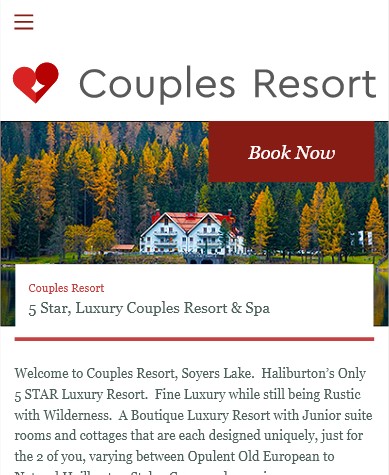 Couples Resort
Book Now
Couples Resort
5 Star, Luxury Couples Resort & Spa
Welcome to Couples Resort, Soyers Lake. Haliburton's Only
5 STAR Luxury Resort. Fine Luxury while still being Rustic
with Wilderness. A Boutique Luxury Resort with Junior suite
rooms and cottages that are each designed uniquely, just for
the 2 of you, varying between Opulent Old European to